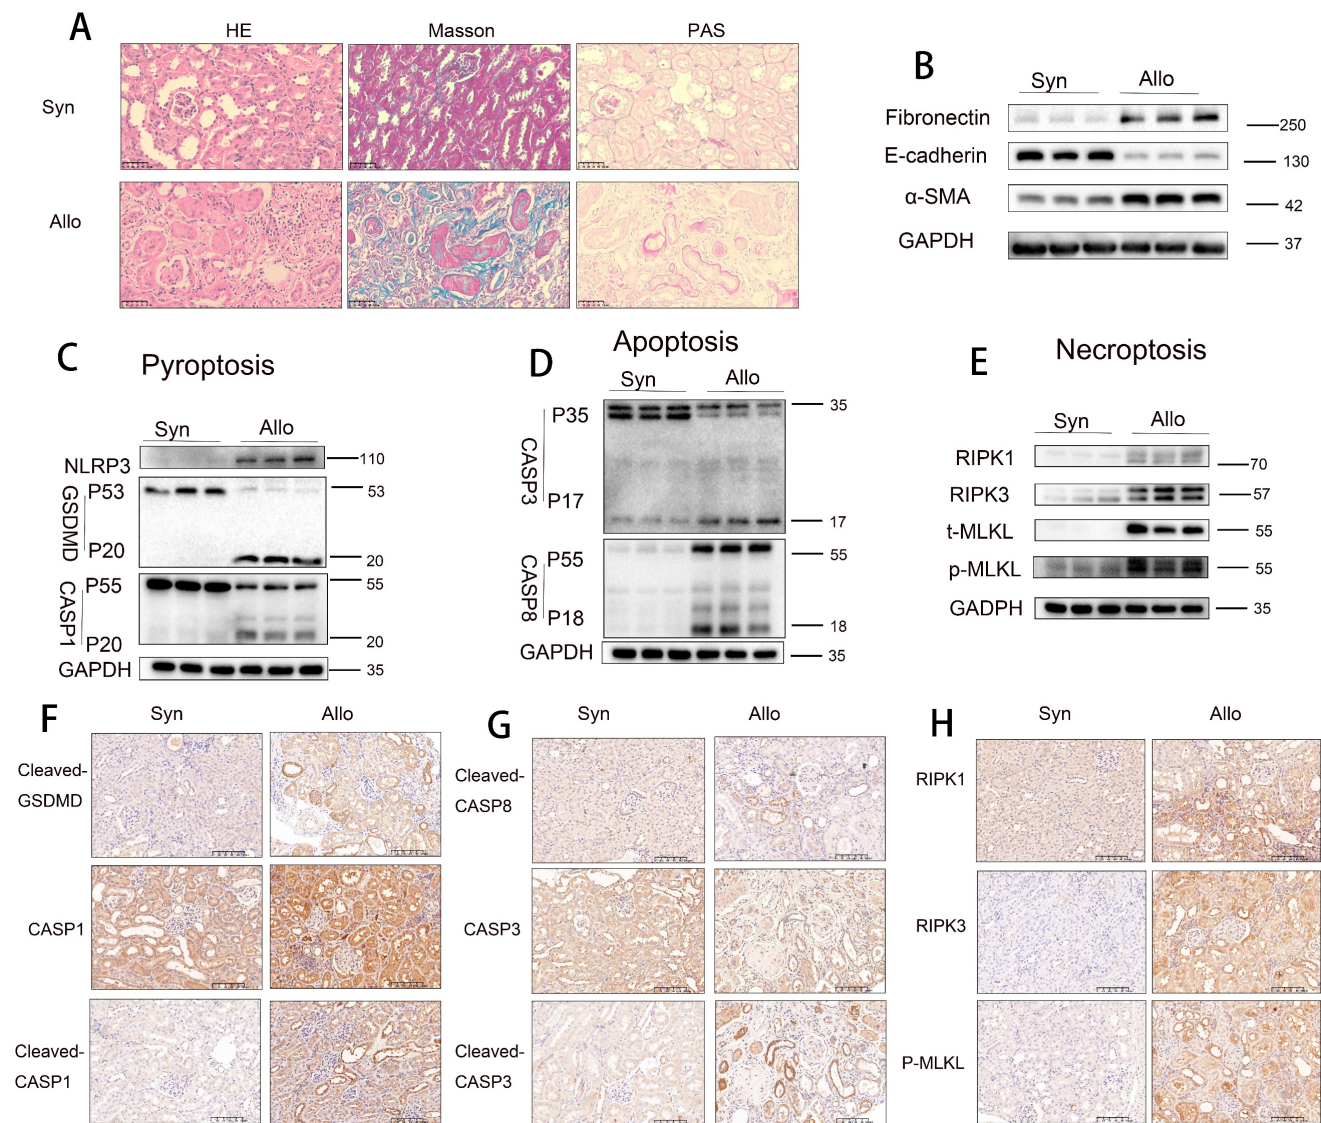 A
HE
Masson
PAS
Syn
Allo
B
Syn
Allo
Fibronectin
250
E-cadherin
130
α-SMA
42
GAPDH
37
C
Pyroptosis
Syn
Allo
NLRP3
110
GSDMD
P53
53
P20
20
CASP1
P55
55
P20
20
GAPDH
35
D
Apoptosis
Syn
Allo
CASP3
P35
35
P17
17
CASP8
P55
55
P18
18
GAPDH
35
E
Necroptosis
Syn
Allo
RIPK1
70
RIPK3
57
t-MLKL
55
p-MLKL
55
GADPH
35
F
Syn
Allo
Cleaved-
GSDMD
CASP1
Cleaved-
CASP1
G
Syn
Allo
Cleaved-
CASP8
CASP3
Cleaved-
CASP3
H
Syn
Allo
RIPK1
RIPK3
P-MLKL